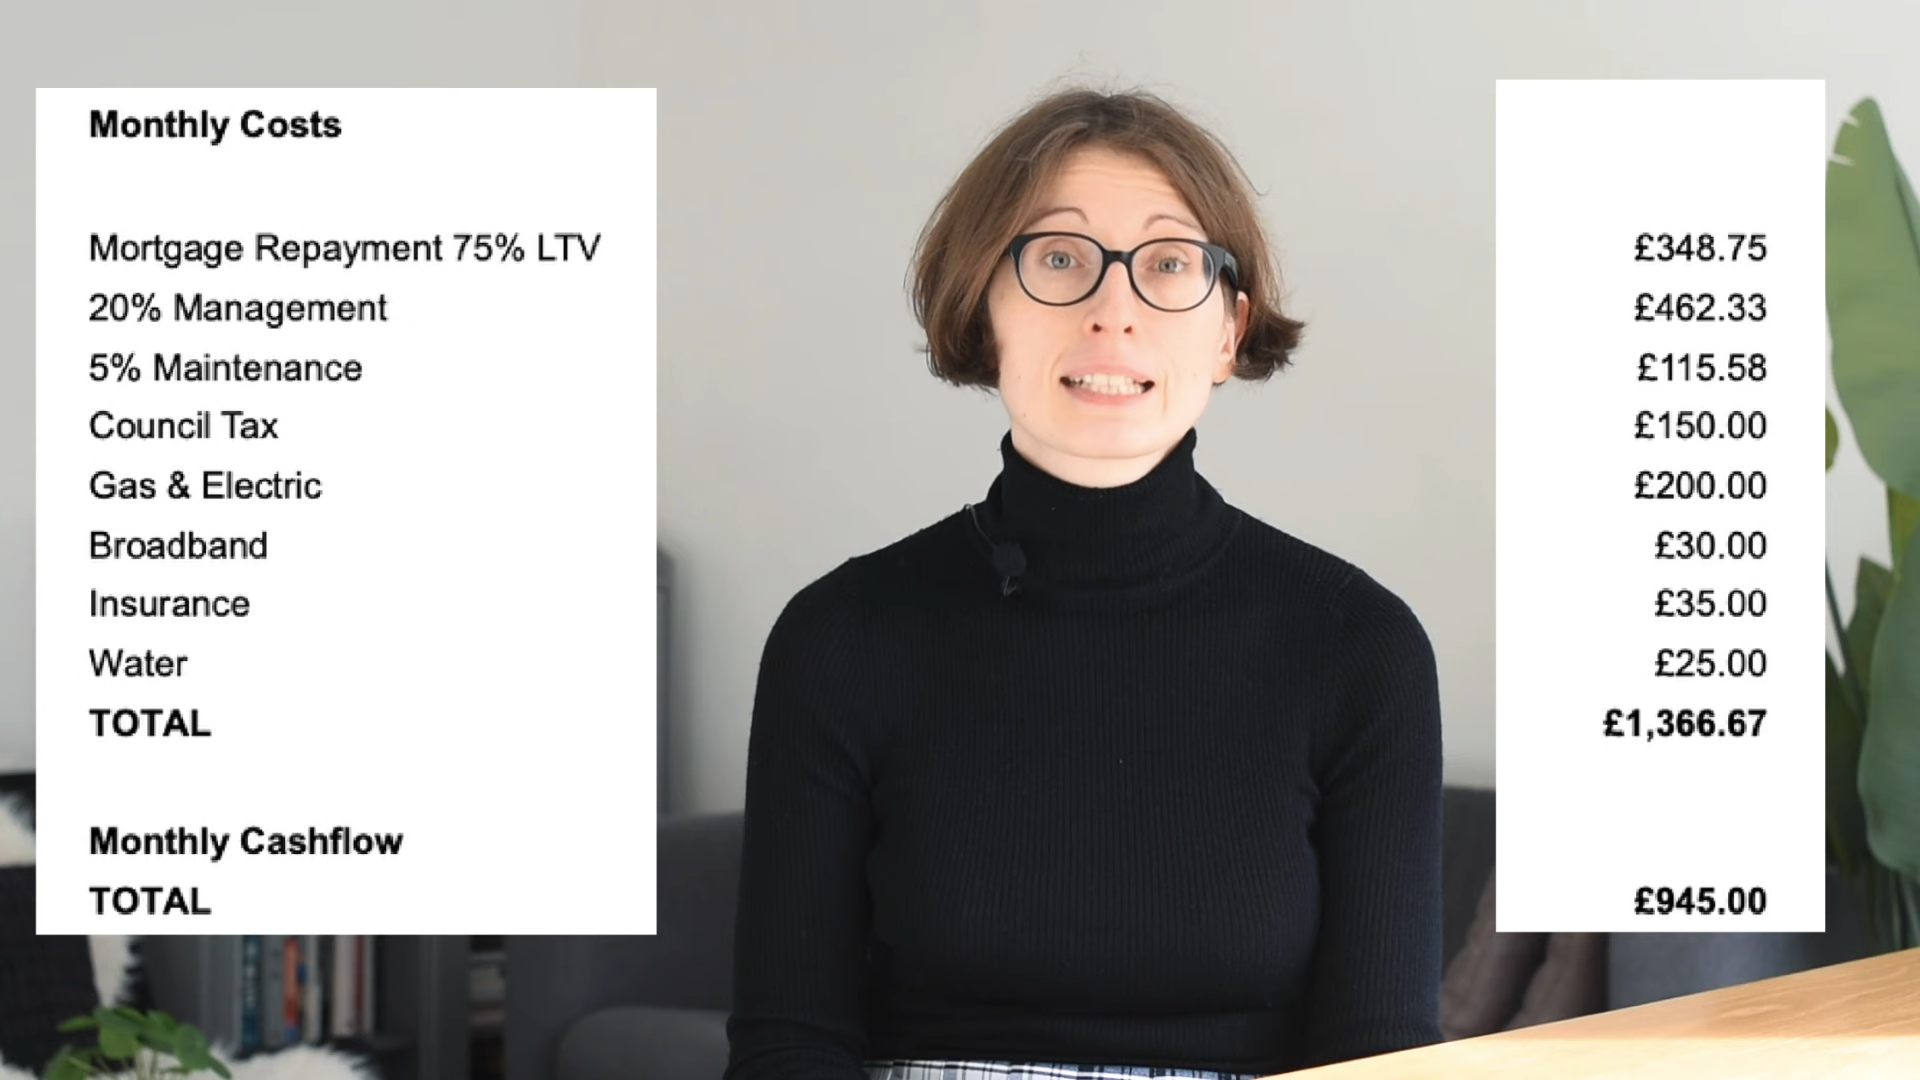 Monthly Costs
Mortgage Repayment 75% LTV £348.75
20% Management £462.33
5% Maintenance £115.58
Council Tax £150.00
Gas & Electric £200.00
Broadband £30.00
Insurance £35.00
Water £25.00
TOTAL £1,366.67
Monthly Cashflow
TOTAL £945.00